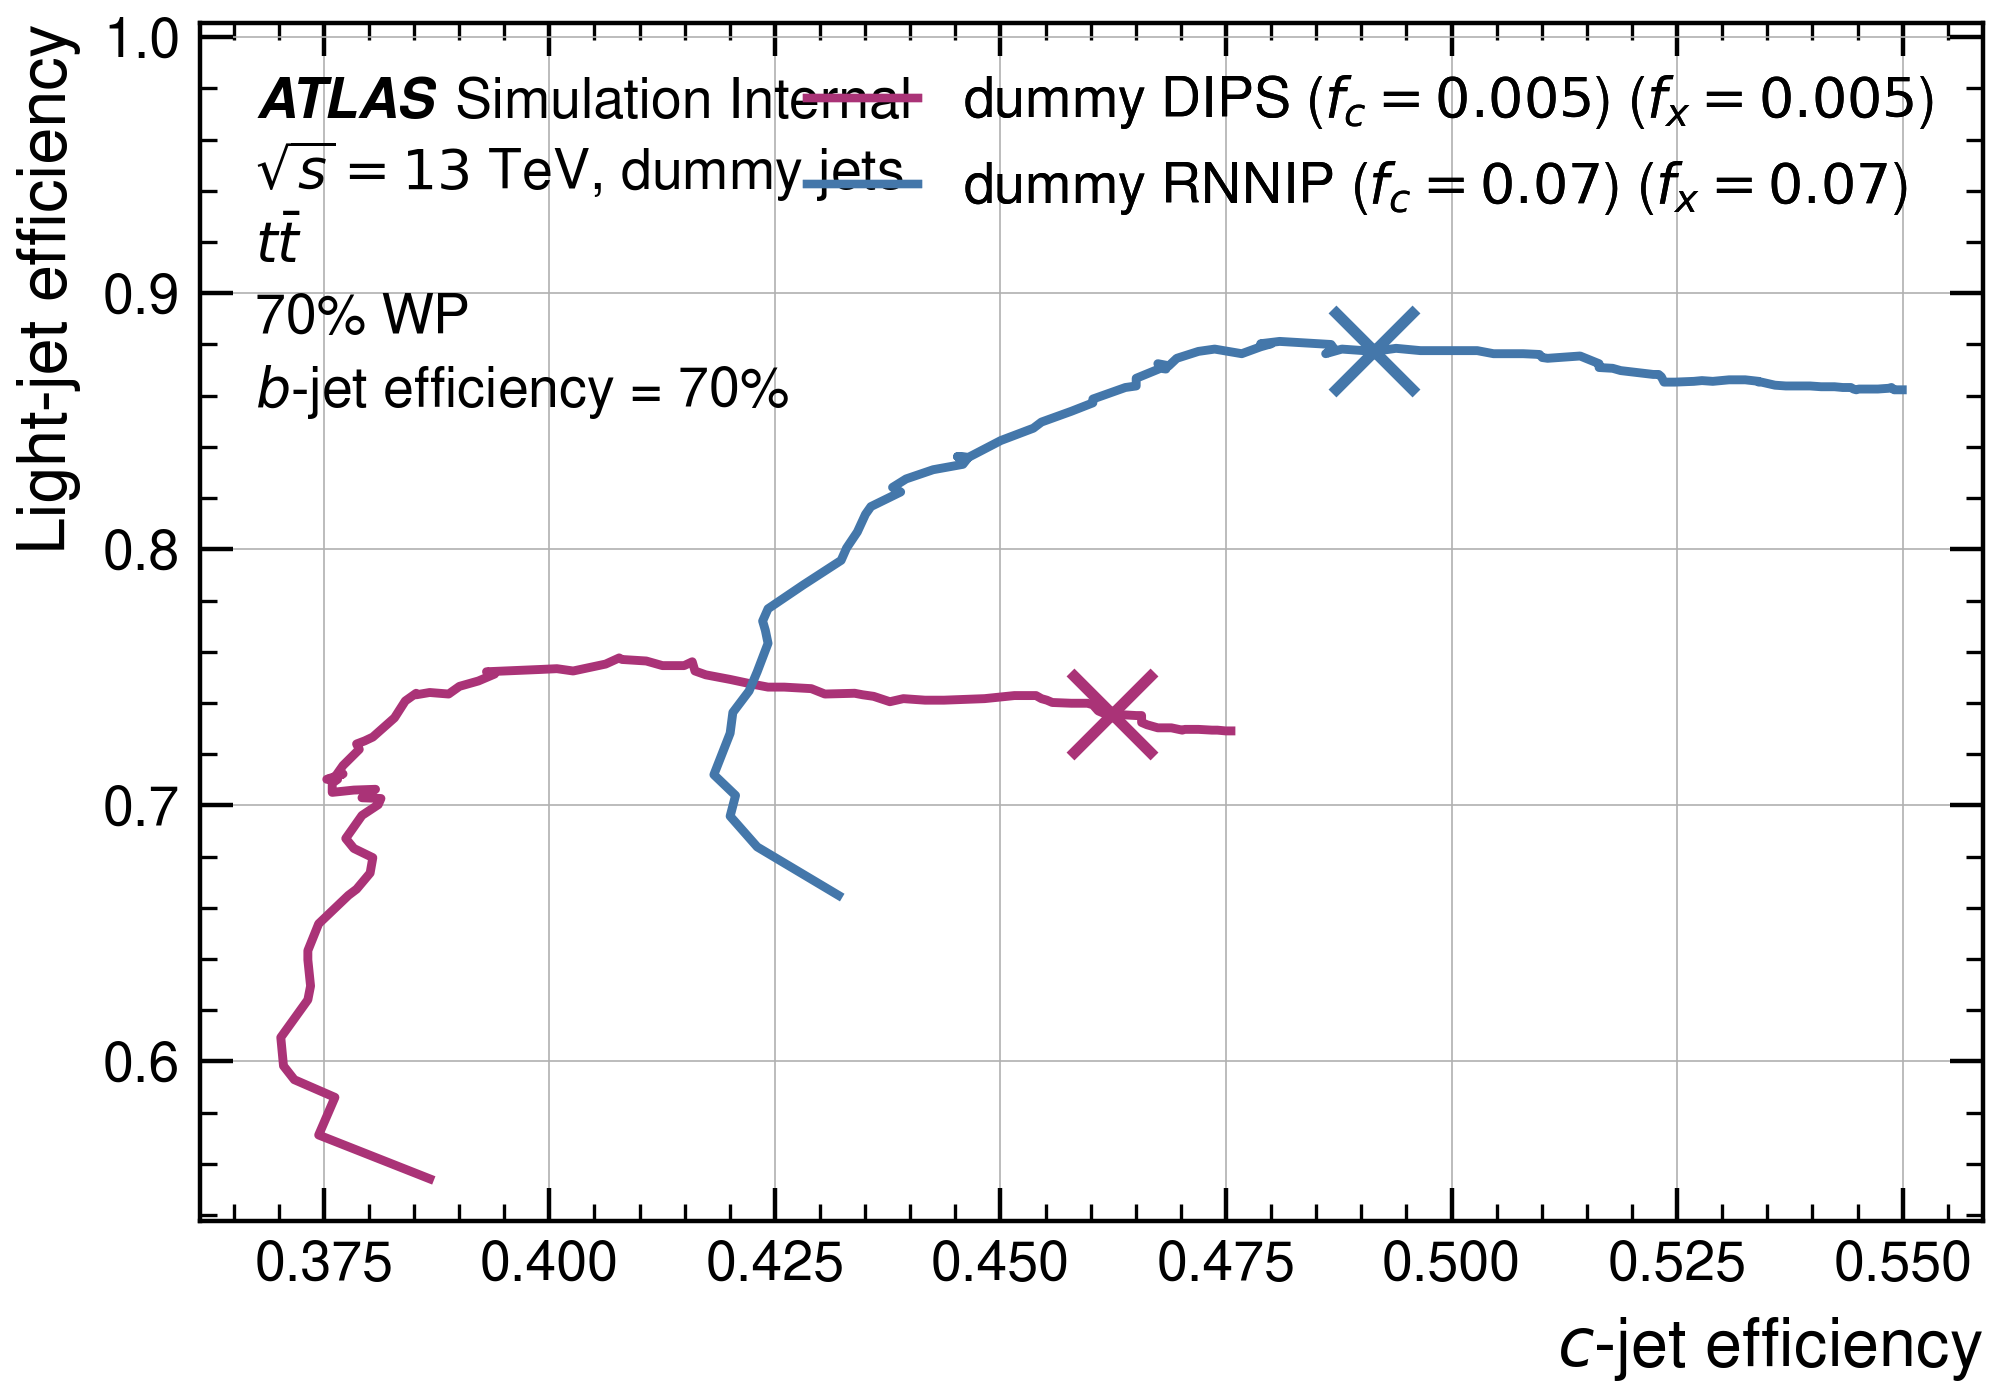 Light-jet efficiency
1.0
0.9
0.8
0.7
0.6
ATLAS Simulation Internal
√s = 13 TeV, dummy jets
tt̄
70% WP
b-jet efficiency = 70%
dummy DIPS (f_c = 0.005) (f_x = 0.005)
dummy RNNIP (f_c = 0.07) (f_x = 0.07)
0.375 0.400 0.425 0.450 0.475 0.500 0.525 0.550
c-jet efficiency